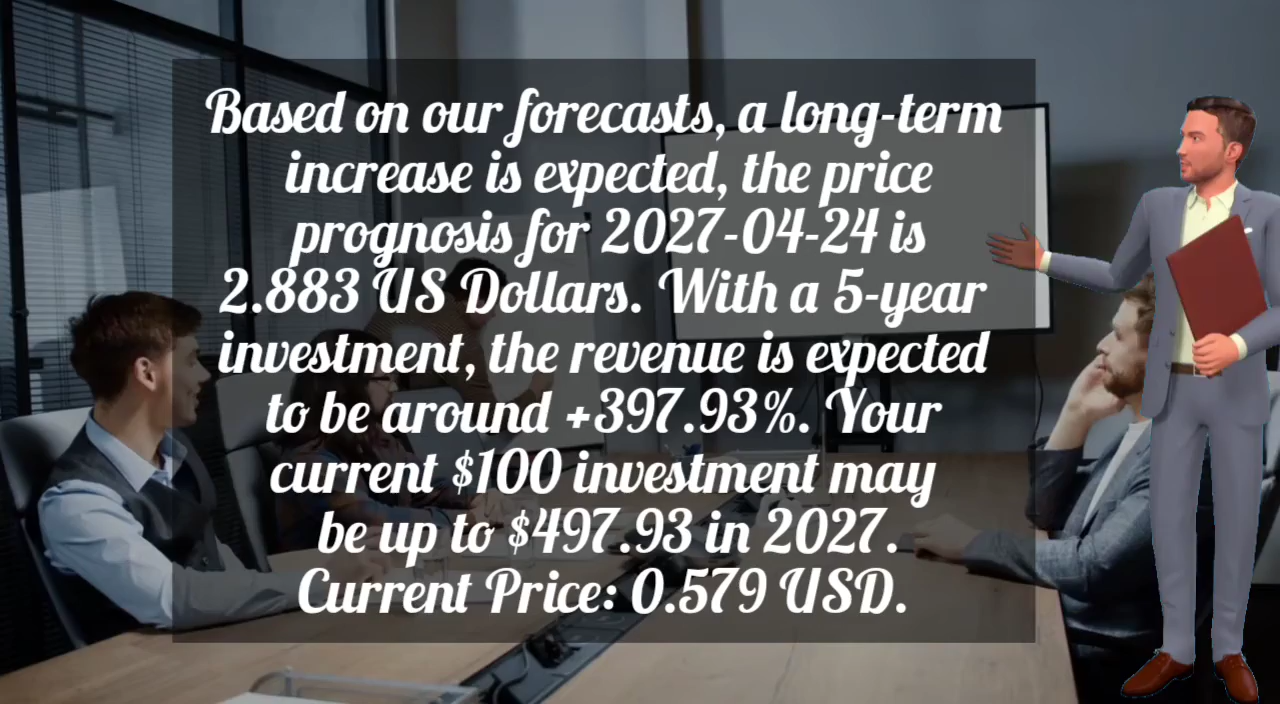 Based on our forecasts, a long-term
increase is expected, the price
prognosis for 2027-04-24 is
2.883 US Dollars. With a 5-year
investment, the revenue is expected
to be around +397.93%. Your
current $100 investment may
be up to $497.93 in 2027.
Current Price: 0.579 USD.